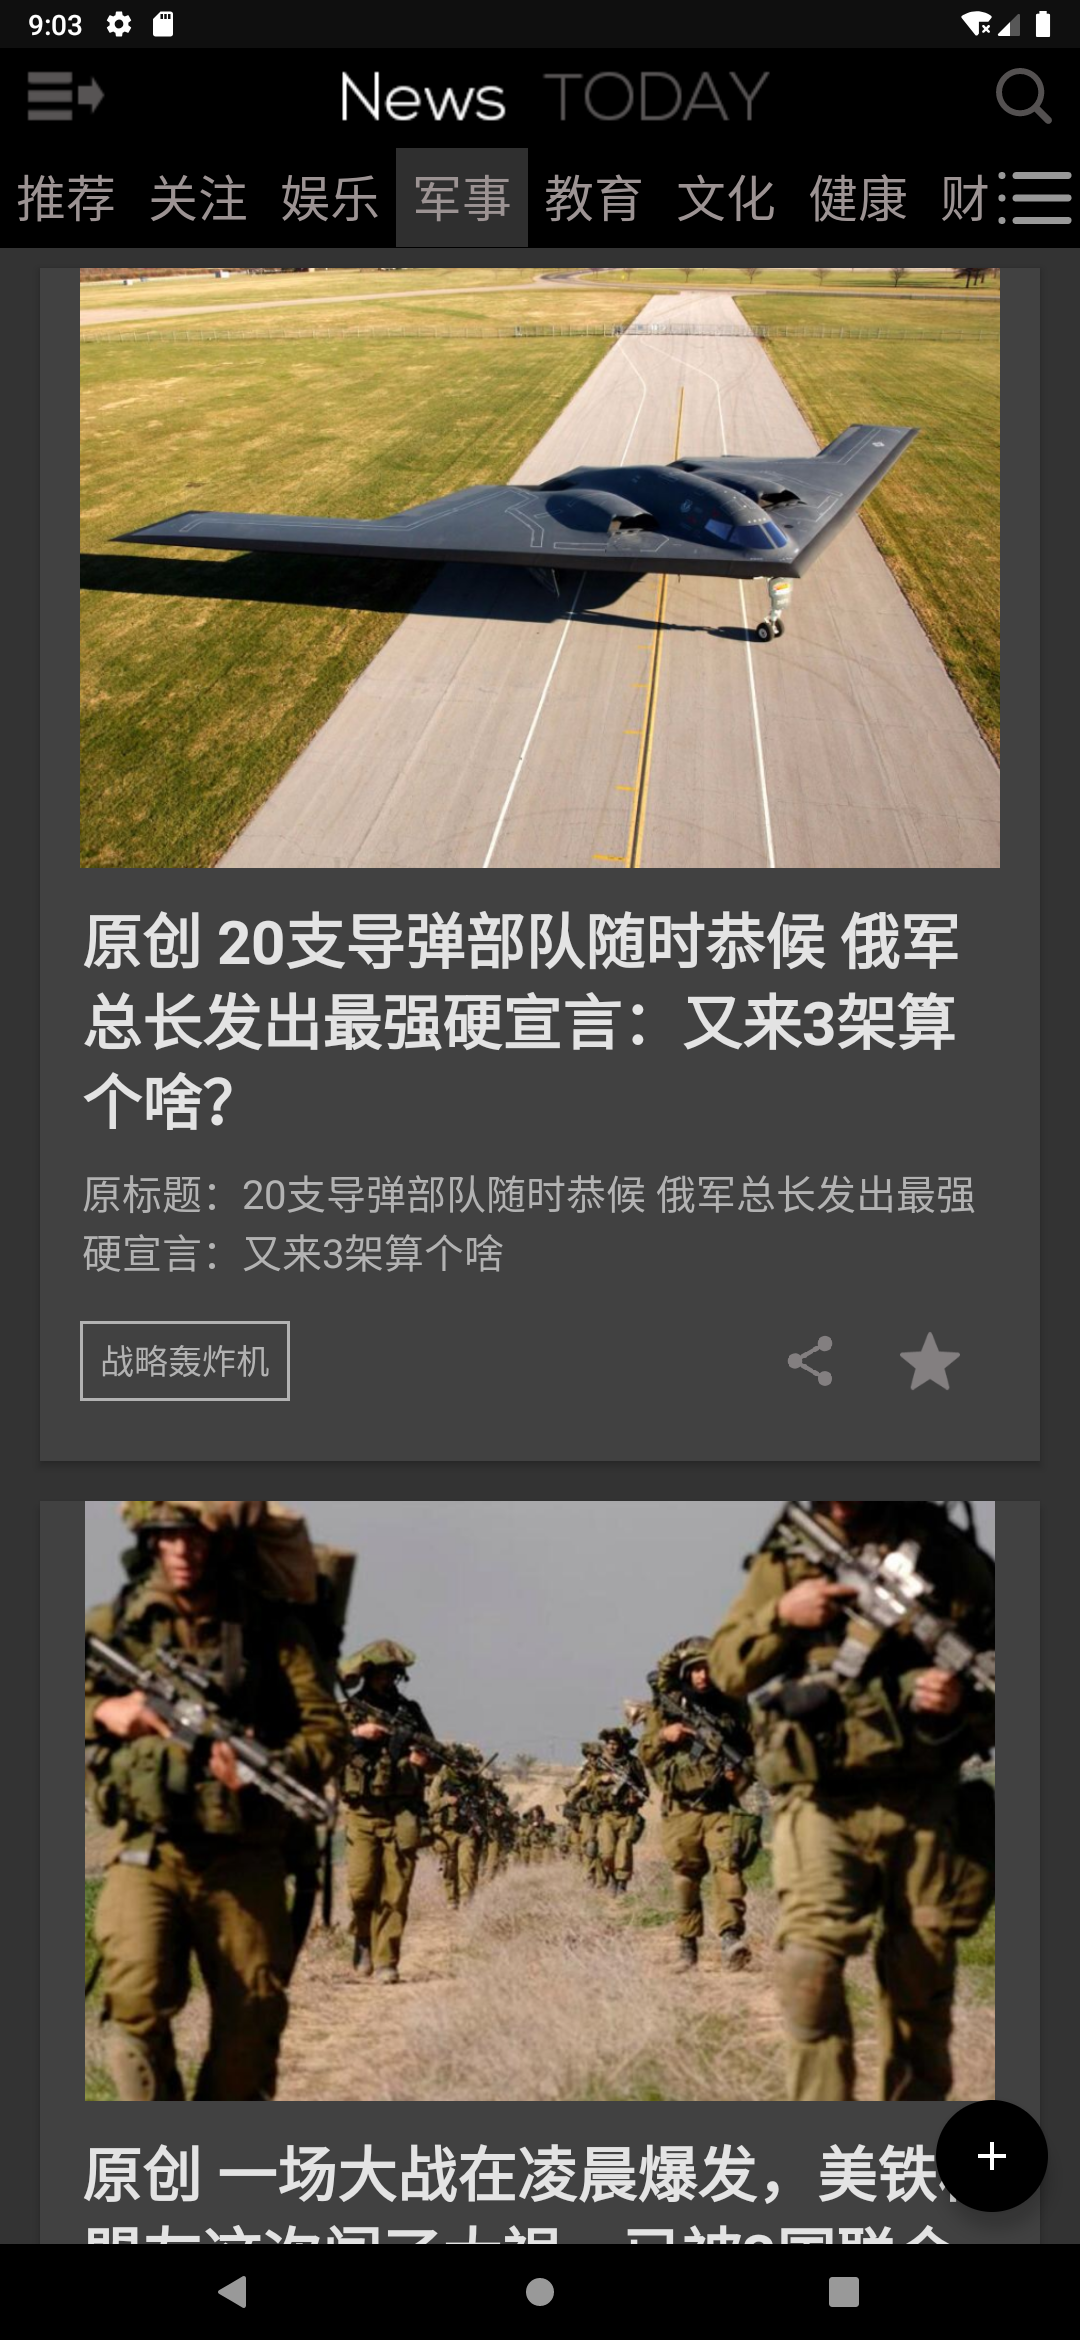 9:03
News TODAY
推荐 关注 娱乐 军事 教育 文化 健康 财
原创 20支导弹部队随时恭候 俄军
总长发出最强硬宣言：又来3架算
个啥？
原标题：20支导弹部队随时恭候 俄军总长发出最强
硬宣言：又来3架算个啥
战略轰炸机
原创 一场大战在凌晨爆发，美铁